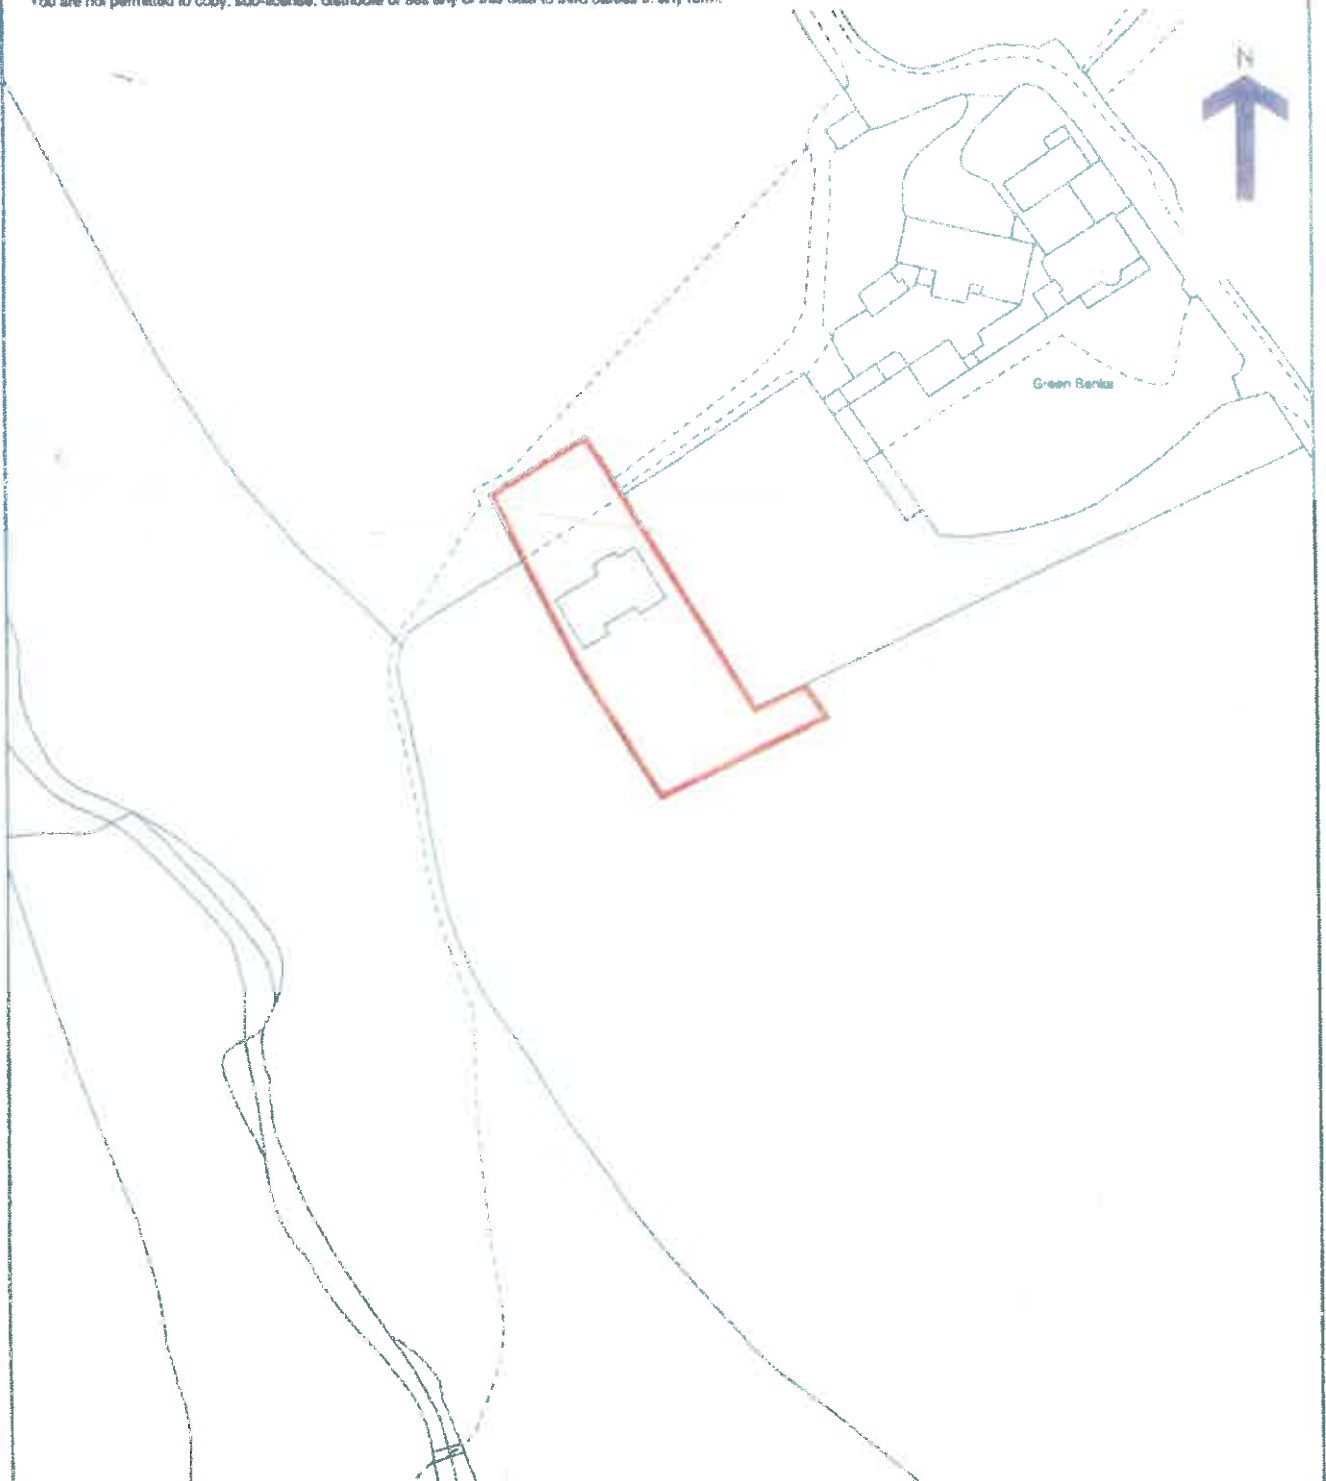 You are not permitted to copy, sub-license, distribute or sell any of this data to third parties in any form.
N
Green Banks